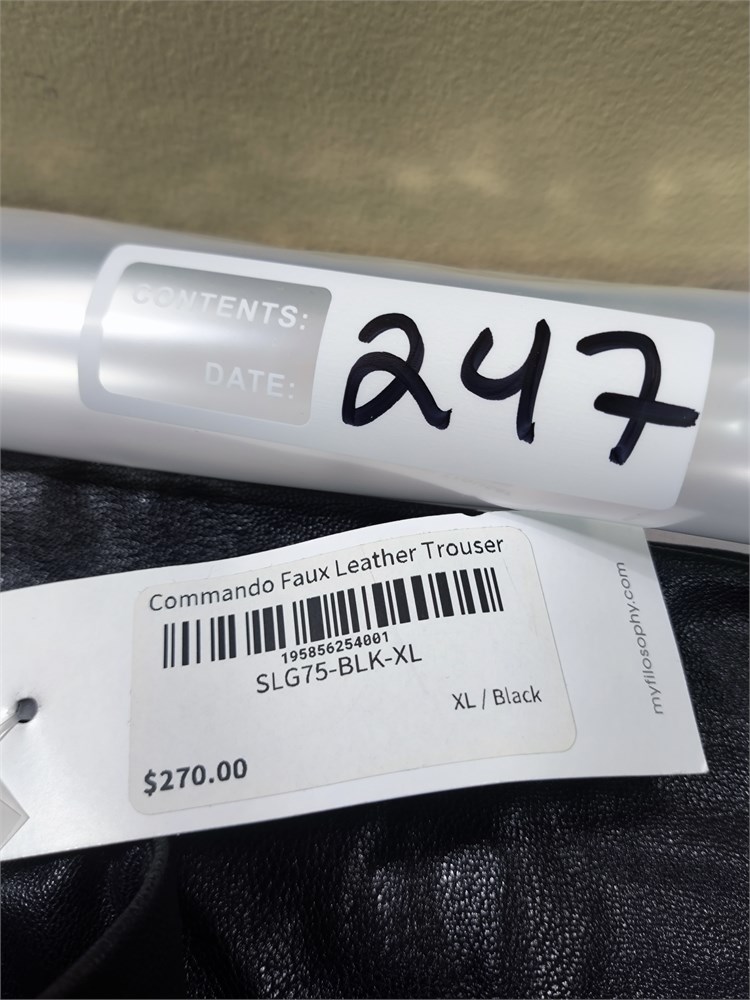 CONTENTS:
DATE:
247
Commando Faux Leather Trouser
195856254001
SLG75-BLK-XL
XL / Black
$270.00
myfilosophy.com